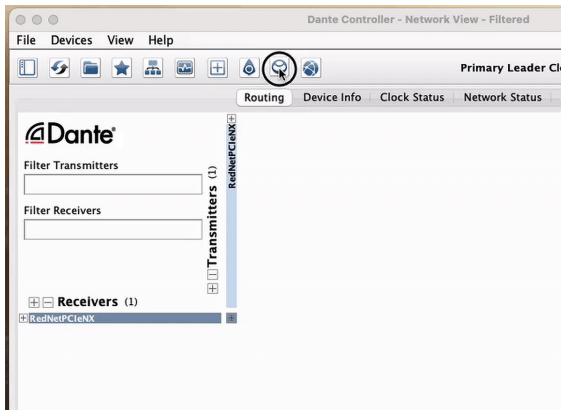 Dante Controller - Network View - Filtered
File Devices View Help
Primary Leader Cl
Routing Device Info Clock Status Network Status
Dante
RedNetPCIeNX
Filter Transmitters
Transmitters (1)
Filter Receivers
Receivers (1)
RedNetPCIeNX